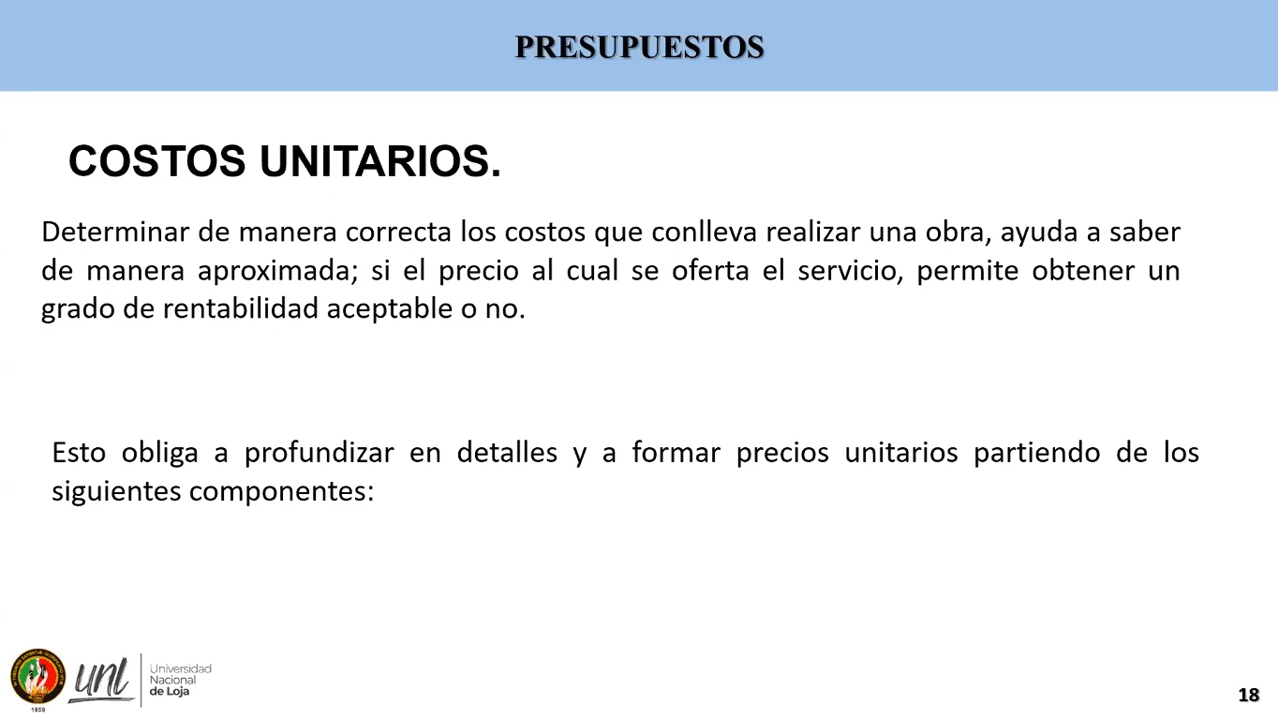 PRESUPUESTOS
COSTOS UNITARIOS.
Determinar de manera correcta los costos que conlleva realizar una obra, ayuda a saber
de manera aproximada; si el precio al cual se oferta el servicio, permite obtener un
grado de rentabilidad aceptable o no.
Esto obliga a profundizar en detalles y a formar precios unitarios partiendo de los
siguientes componentes:
unl
Universidad
Nacional
de Loja
1859
18